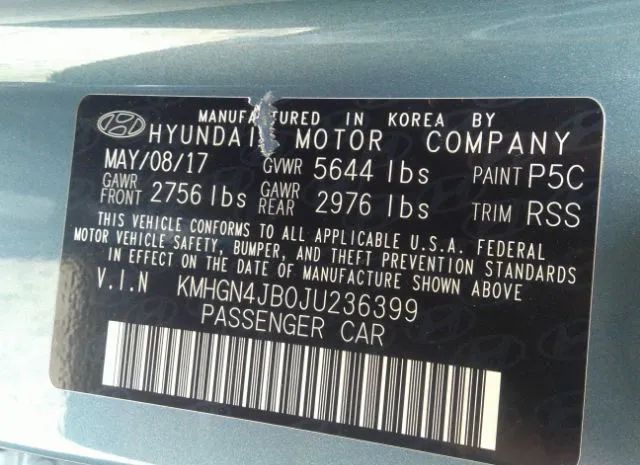 MANUFACTURED IN KOREA BY
HYUNDAI MOTOR COMPANY
MAY/08/17 GVWR 5644 lbs PAINT P5C
GAWR FRONT 2756 lbs GAWR REAR 2976 lbs TRIM RSS
THIS VEHICLE CONFORMS TO ALL APPLICABLE U.S.A. FEDERAL
MOTOR VEHICLE SAFETY, BUMPER, AND THEFT PREVENTION STANDARDS
IN EFFECT ON THE DATE OF MANUFACTURE SHOWN ABOVE
V.I.N KMHGN4JB0JU236399
PASSENGER CAR